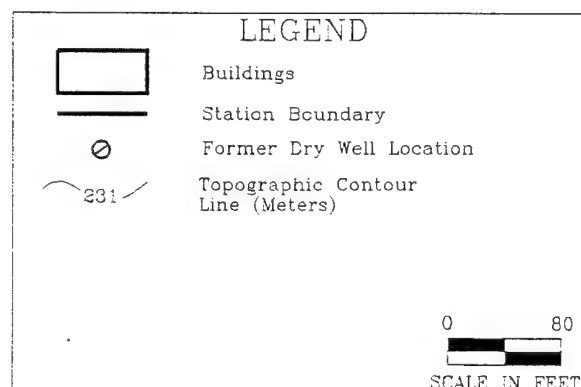 LEGEND
Buildings
Station Boundary
Former Dry Well Location
231
Topographic Contour
Line (Meters)
0 80
SCALE IN FEET